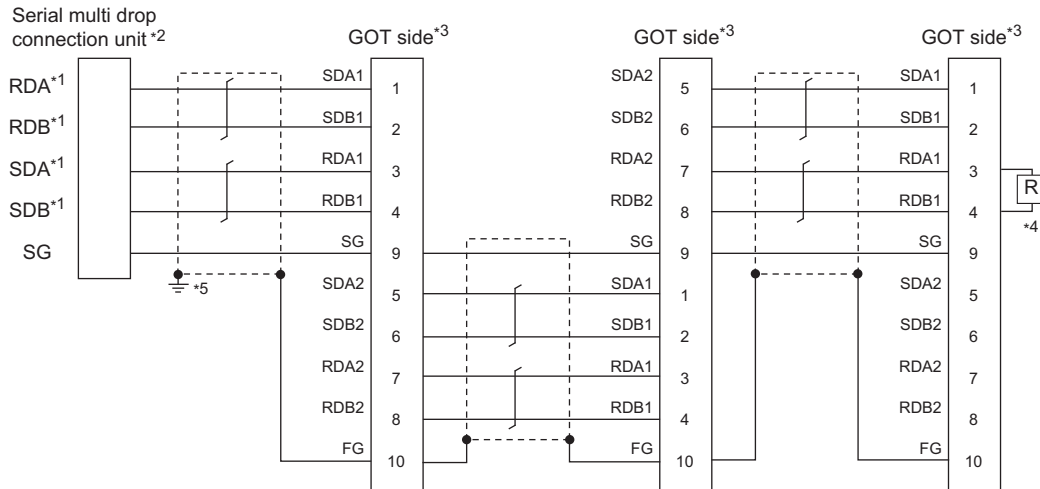 Serial multi drop
connection unit *2
GOT side*3
GOT side*3
GOT side*3
RDA*1
SDA1
1
SDA2
5
SDA1
1
RDB*1
SDB1
2
SDB2
6
SDB1
2
SDA*1
RDA1
3
RDA2
7
RDA1
3
R
SDB*1
RDB1
4
RDB2
8
RDB1
4
*4
SG
SG
9
SG
9
SG
9
*5
SDA2
5
SDA1
1
SDA2
5
SDB2
6
SDB1
2
SDB2
6
RDA2
7
RDA1
3
RDA2
7
RDB2
8
RDB1
4
RDB2
8
FG
10
FG
10
FG
10